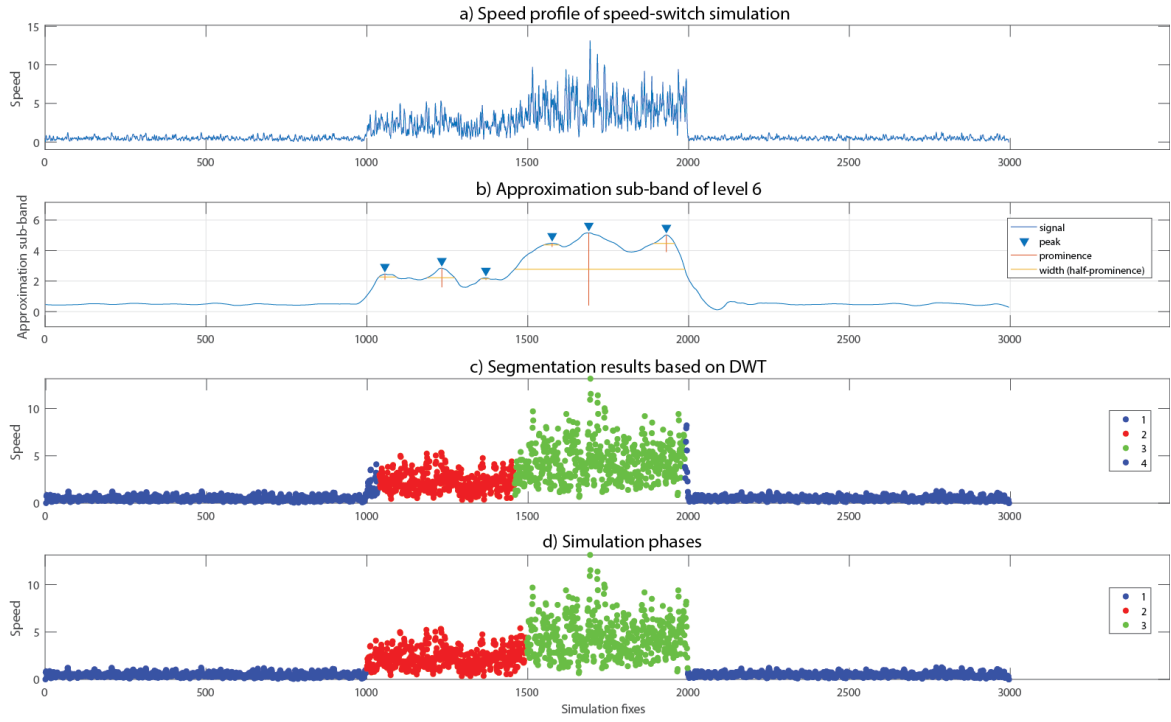 a) Speed profile of speed-switch simulation
15
10
5
0
Speed
0 500 1000 1500 2000 2500 3000
b) Approximation sub-band of level 6
6
4
2
0
Approximation sub-band
signal
peak
prominence
width (half-prominence)
0 500 1000 1500 2000 2500 3000
c) Segmentation results based on DWT
10
5
0
Speed
1
2
3
4
0 500 1000 1500 2000 2500 3000
d) Simulation phases
10
5
0
Speed
1
2
3
0 500 1000 1500 2000 2500 3000
Simulation fixes